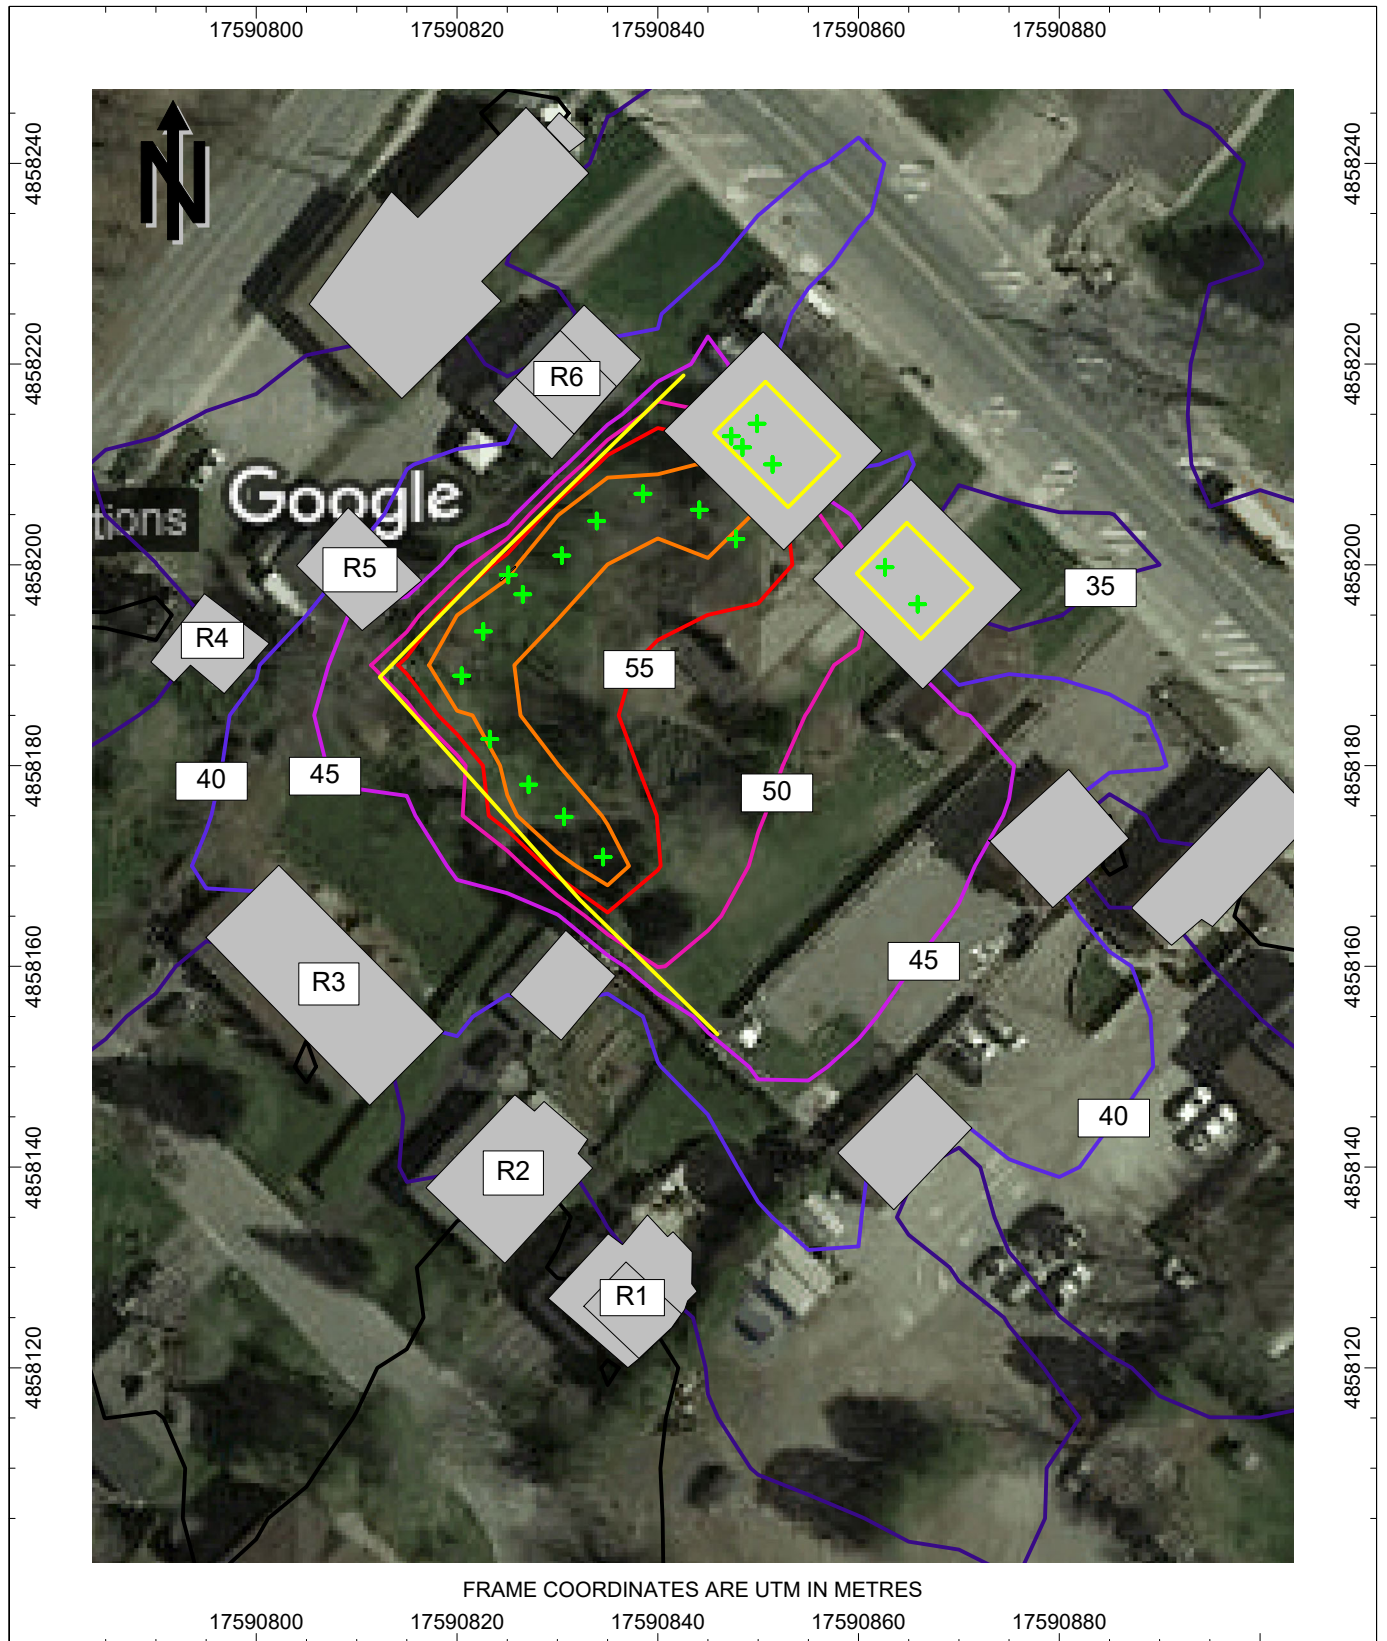 17590800 17590820 17590840 17590860 17590880
4858240 4858240
N
R6
4858220 4858220
Google
tions
R5
4858200 4858200
35
R4
55
40 45 50
4858180 4858180
45
R3
4858160 4858160
40
R2
4858140 4858140
R1
4858120 4858120
FRAME COORDINATES ARE UTM IN METRES
17590800 17590820 17590840 17590860 17590880